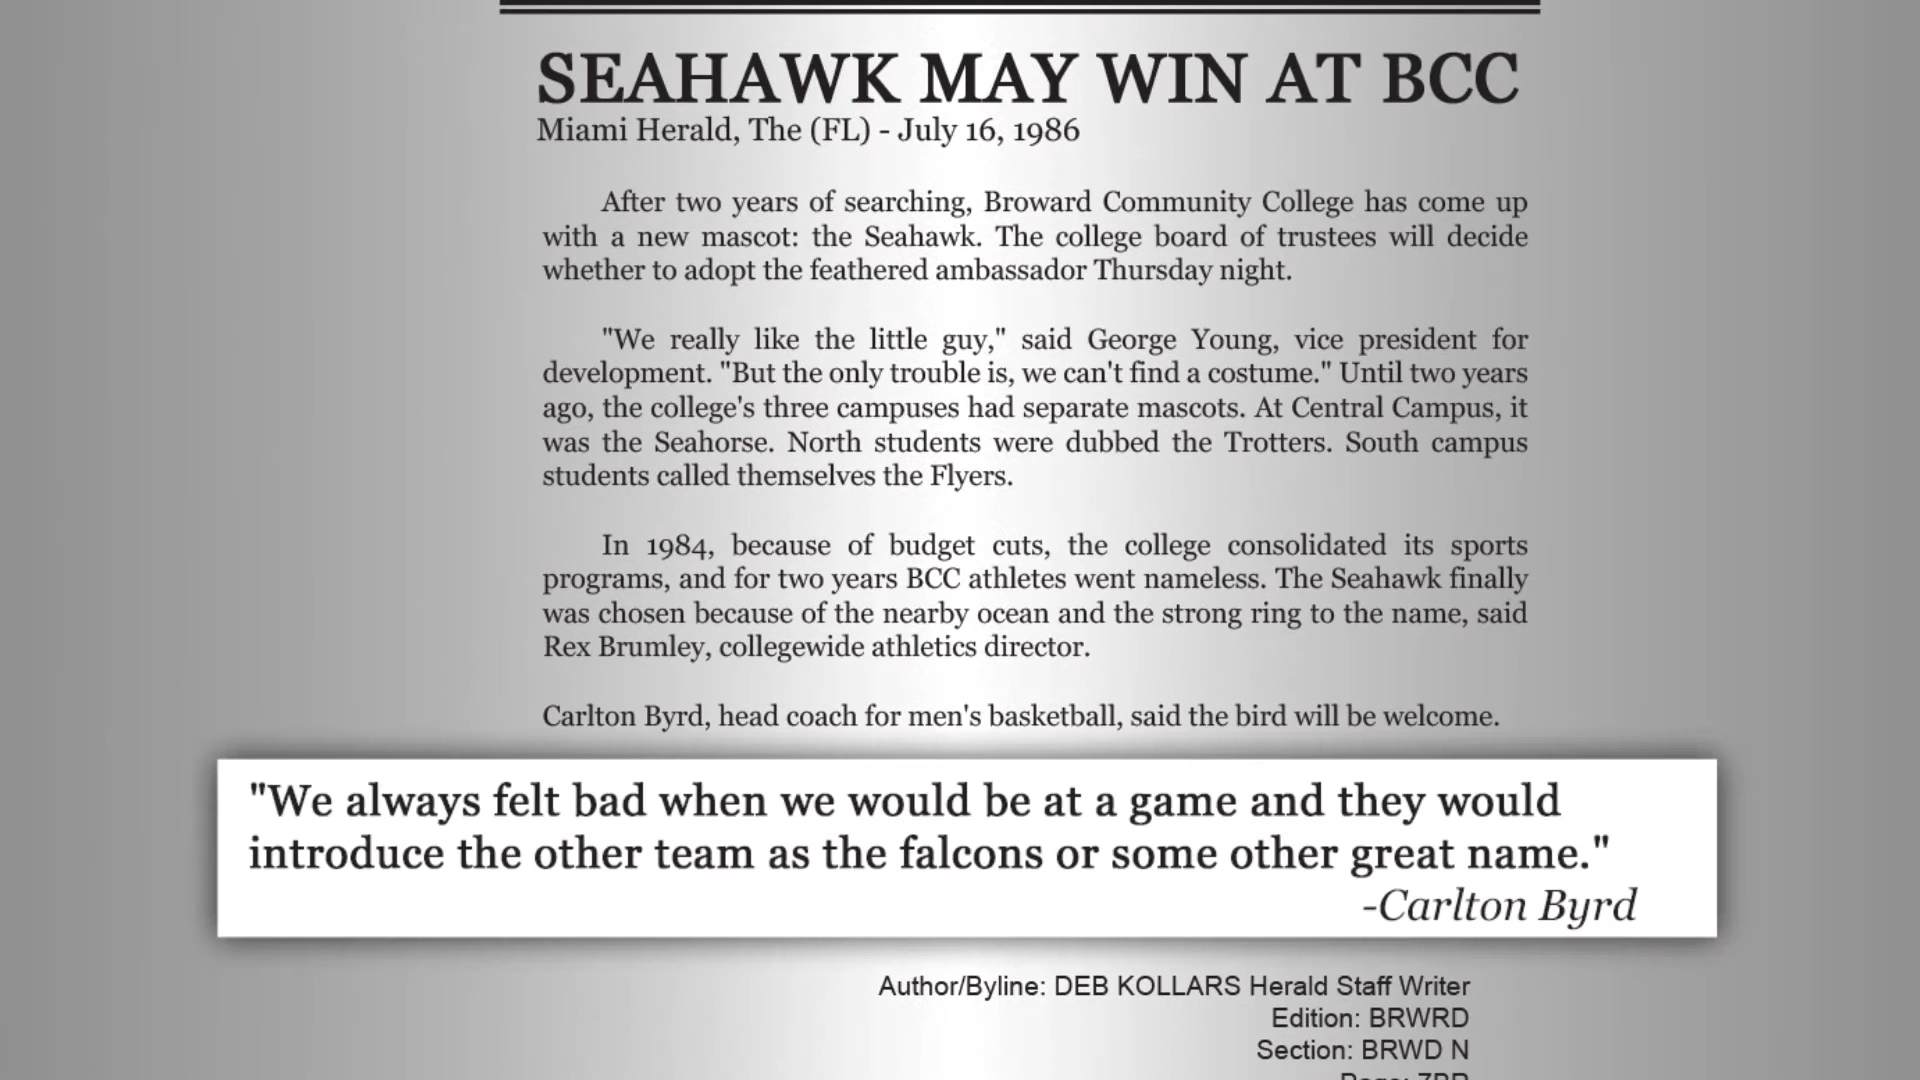 SEAHAWK MAY WIN AT BCC
Miami Herald, The (FL) - July 16, 1986
After two years of searching, Broward Community College has come up
with a new mascot: the Seahawk. The college board of trustees will decide
whether to adopt the feathered ambassador Thursday night.
"We really like the little guy," said George Young, vice president for
development. "But the only trouble is, we can't find a costume." Until two years
ago, the college's three campuses had separate mascots. At Central Campus, it
was the Seahorse. North students were dubbed the Trotters. South campus
students called themselves the Flyers.
In 1984, because of budget cuts, the college consolidated its sports
programs, and for two years BCC athletes went nameless. The Seahawk finally
was chosen because of the nearby ocean and the strong ring to the name, said
Rex Brumley, collegewide athletics director.
Carlton Byrd, head coach for men's basketball, said the bird will be welcome.
"We always felt bad when we would be at a game and they would
introduce the other team as the falcons or some other great name."
-Carlton Byrd
Author/Byline: DEB KOLLARS Herald Staff Writer
Edition: BRWRD
Section: BRWD N